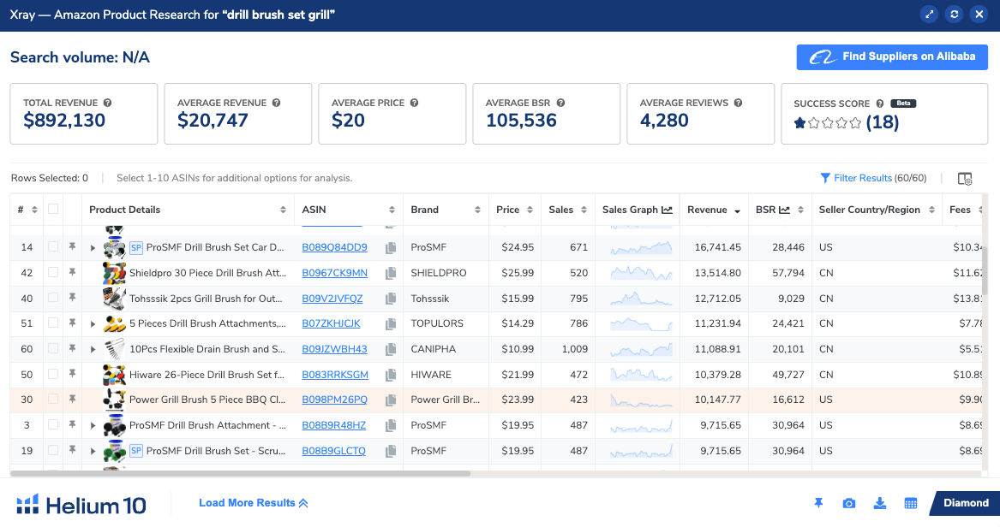 Xray — Amazon Product Research for “drill brush set grill”
Search volume: N/A
Find Suppliers on Alibaba
TOTAL REVENUE
$892,130
AVERAGE REVENUE
$20,747
AVERAGE PRICE
$20
AVERAGE BSR
105,536
AVERAGE REVIEWS
4,280
SUCCESS SCORE Beta
(18)
Rows Selected: 0 Select 1-10 ASINs for additional options for analysis. Filter Results (60/60)
# Product Details ASIN Brand Price Sales Sales Graph Revenue BSR Seller Country/Region Fees
14 SP ProSMF Drill Brush Set Car D... B089Q84DD9 ProSMF $24.95 671 16,741.45 28,446 US $10.34
42 Shieldpro 30 Piece Drill Brush Att... B0967CK9MN SHIELDPRO $25.99 520 13,514.80 57,794 CN $11.62
40 Tohsssik 2pcs Grill Brush for Out... B09V2JVFQZ Tohsssik $15.99 795 12,712.05 9,029 CN $13.81
51 5 Pieces Drill Brush Attachments,... B07ZKHJCJK TOPULORS $14.29 786 11,231.94 24,421 CN $7.78
60 10Pcs Flexible Drain Brush and S... B09JZWBH43 CANIPHA $10.99 1,009 11,088.91 20,101 CN $5.51
50 Hiware 26-Piece Drill Brush Set f... B083RRKSGM HIWARE $21.99 472 10,379.28 49,727 CN $10.89
30 Power Grill Brush 5 Piece BBQ Cl... B098PM26PQ Power Grill Br... $23.99 423 10,147.77 16,612 US $9.90
3 ProSMF Drill Brush Attachment - ... B08B9R48HZ ProSMF $19.95 487 9,715.65 30,964 US $8.69
19 SP ProSMF Drill Brush Set - Scru... B08B9GLCTQ ProSMF $19.95 487 9,715.65 30,964 US $8.69
Helium 10 Load More Results Diamond